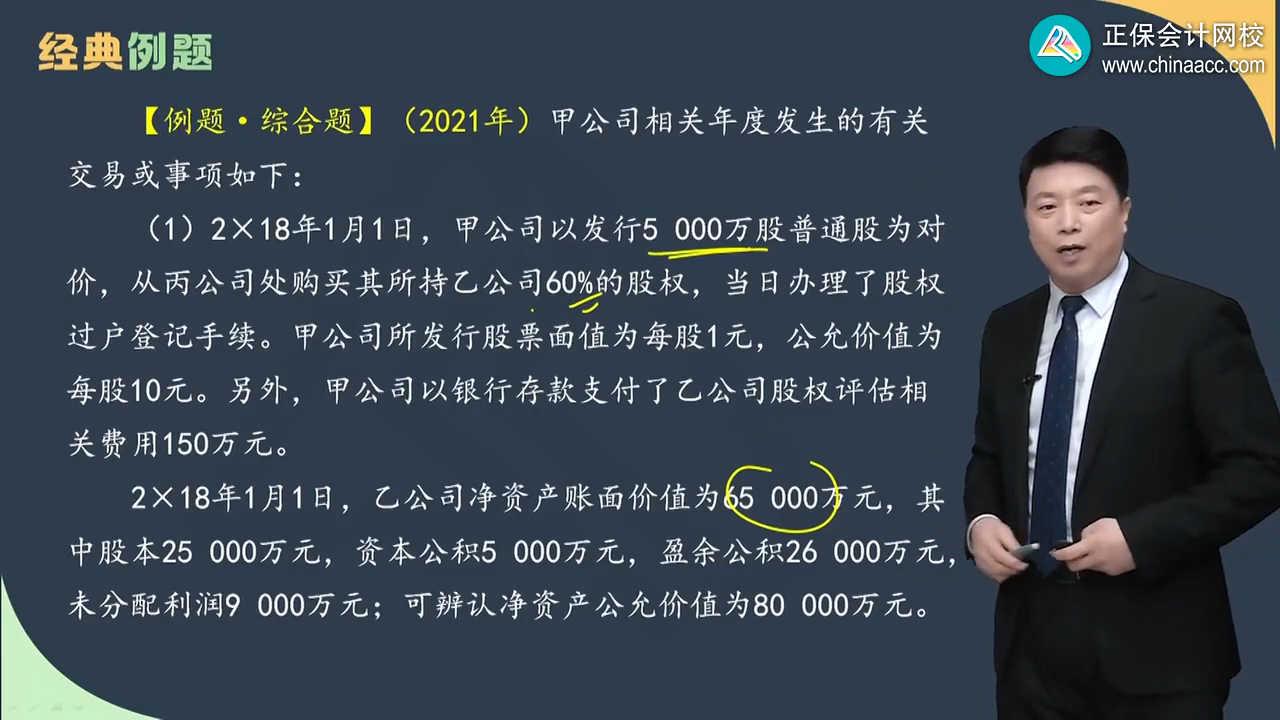 经典例题
正保会计网校
www.chinaacc.com
【例题·综合题】（2021年）甲公司相关年度发生的有关
交易或事项如下：
（1）2×18年1月1日，甲公司以发行5 000万股普通股为对
价，从丙公司处购买其所持乙公司60%的股权，当日办理了股权
过户登记手续。甲公司所发行股票面值为每股1元，公允价值为
每股10元。另外，甲公司以银行存款支付了乙公司股权评估相
关费用150万元。
2×18年1月1日，乙公司净资产账面价值为65 000万元，其
中股本25 000万元，资本公积5 000万元，盈余公积26 000万元，
未分配利润9 000万元；可辨认净资产公允价值为80 000万元。